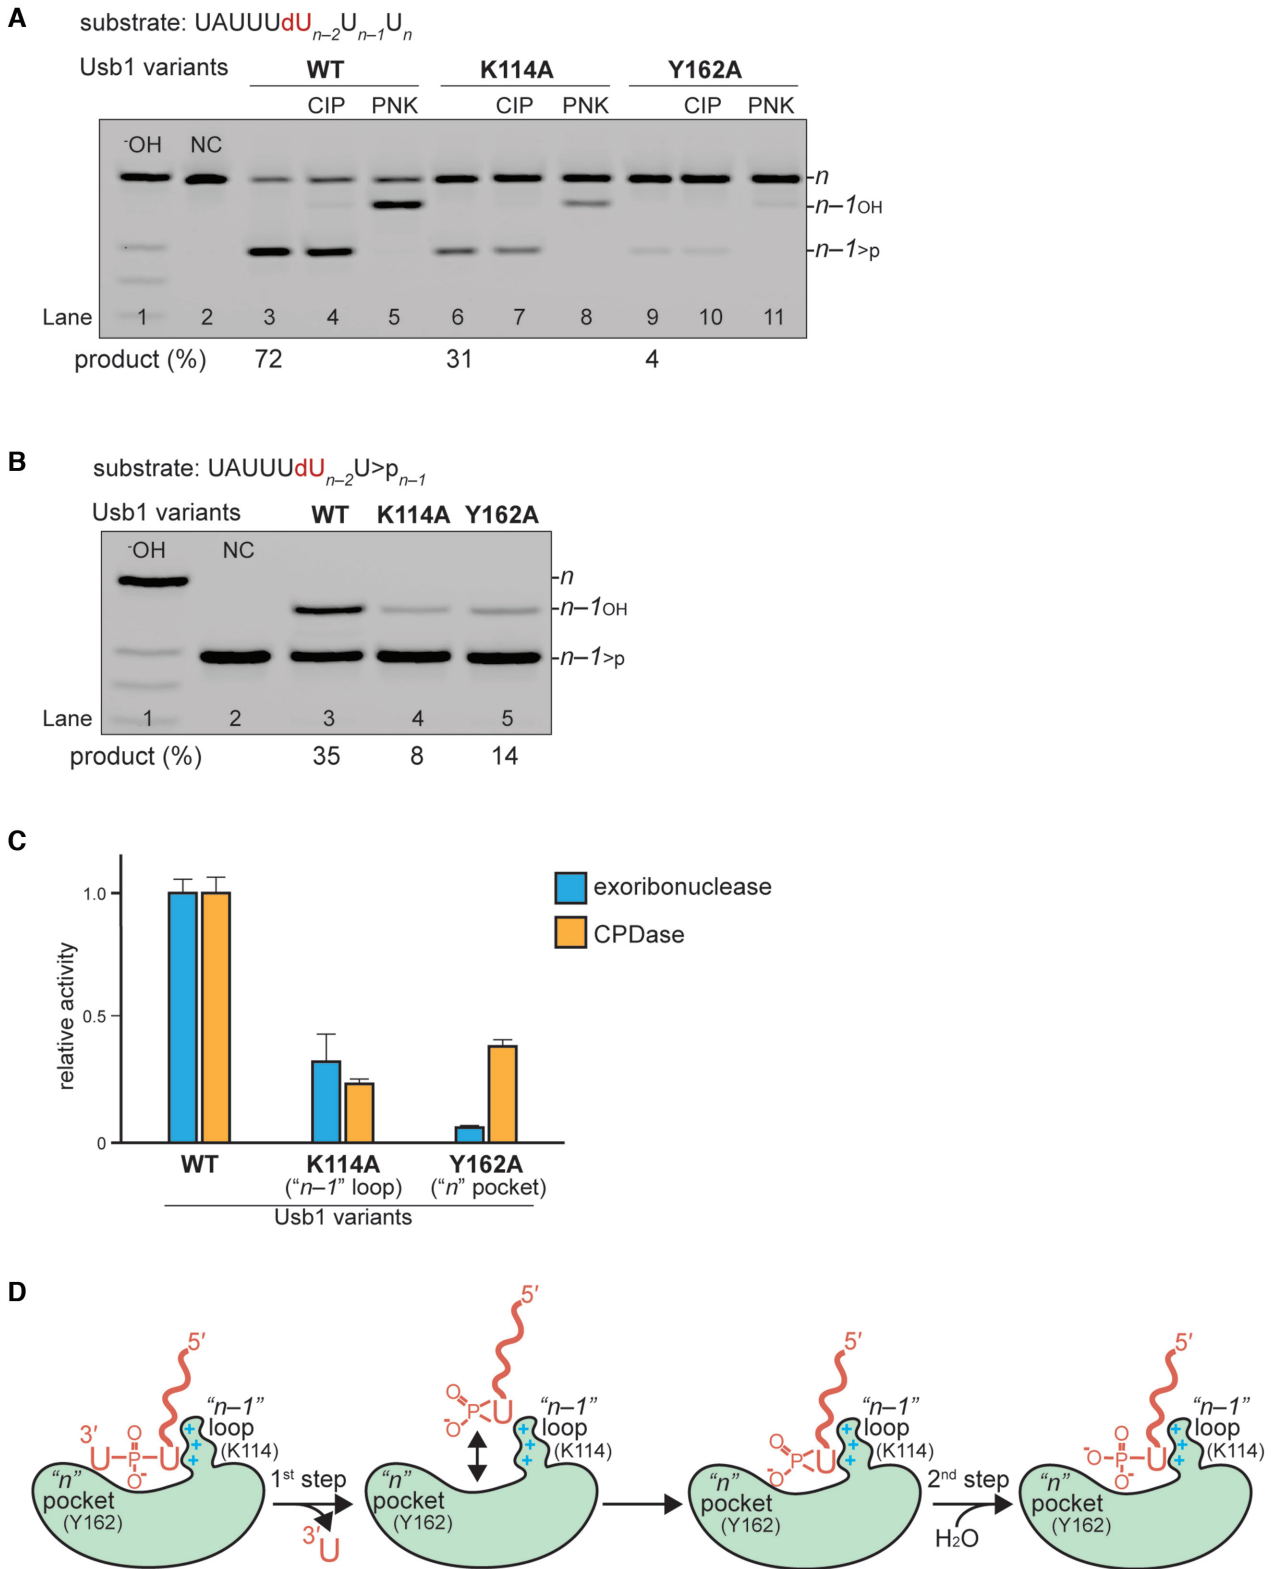 A
substrate: UAUUUdUn–2Un–1Un
Usb1 variants WT K114A Y162A
CIP PNK CIP PNK CIP PNK
-OH NC
-n
-n–1OH
-n–1>p
Lane 1 2 3 4 5 6 7 8 9 10 11
product (%) 72 31 4
B
substrate: UAUUUdUn–2U>pn–1
Usb1 variants WT K114A Y162A
-OH NC
-n
-n–1OH
-n–1>p
Lane 1 2 3 4 5
product (%) 35 8 14
C
relative activity
1.0
0.5
0
exoribonuclease
CPDase
WT K114A Y162A
("n–1" loop) ("n" pocket)
Usb1 variants
D
5′
3′
U
O
P
O-
U
"n–1"
loop
(K114)
+
+
+
"n"
pocket
(Y162)
1st step
3′
U
5′
O
P
-O
U
"n–1"
loop
(K114)
+
+
+
"n"
pocket
(Y162)
5′
O
P
-O
U
"n–1"
loop
(K114)
+
+
+
"n"
pocket
(Y162)
2nd step
H2O
5′
O
-O
P
O-
U
"n–1"
loop
(K114)
+
+
+
"n"
pocket
(Y162)